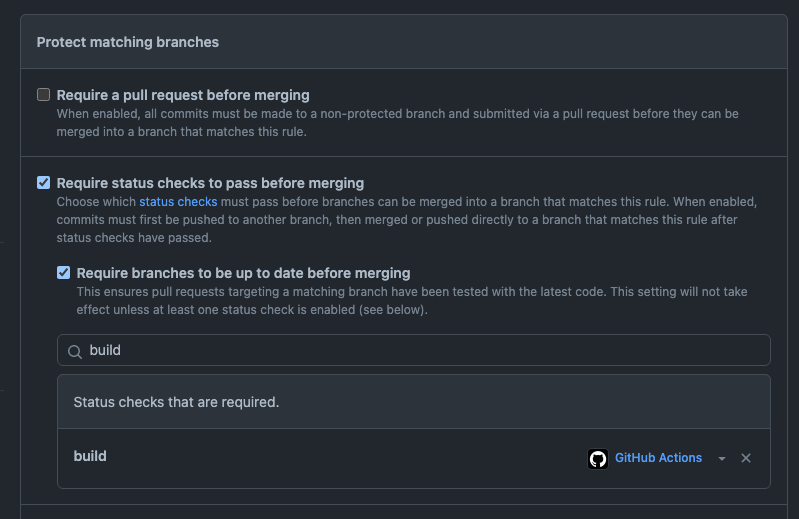 Protect matching branches
Require a pull request before merging
When enabled, all commits must be made to a non-protected branch and submitted via a pull request before they can be
merged into a branch that matches this rule.
Require status checks to pass before merging
Choose which status checks must pass before branches can be merged into a branch that matches this rule. When enabled,
commits must first be pushed to another branch, then merged or pushed directly to a branch that matches this rule after
status checks have passed.
Require branches to be up to date before merging
This ensures pull requests targeting a matching branch have been tested with the latest code. This setting will not take
effect unless at least one status check is enabled (see below).
build
Status checks that are required.
build GitHub Actions